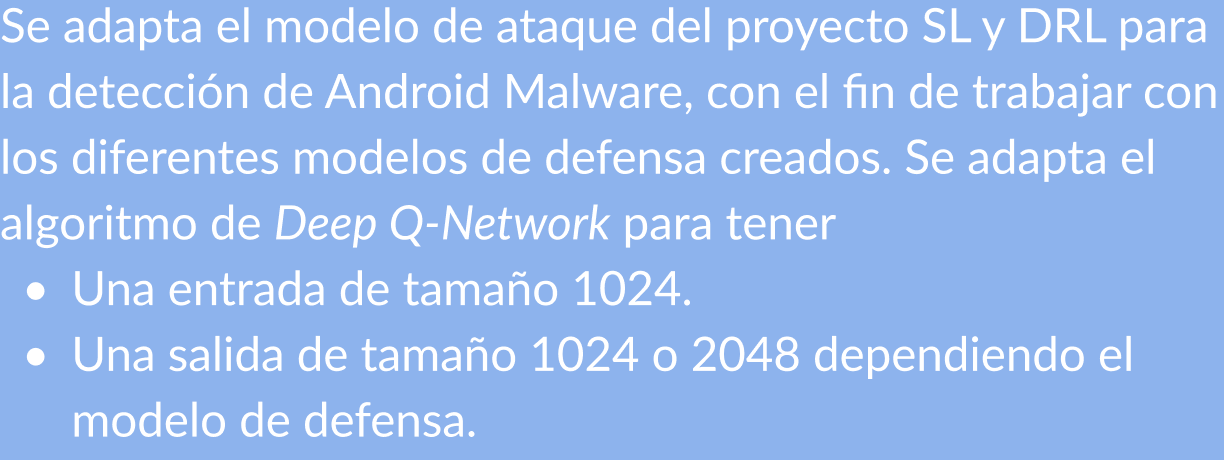 Se adapta el modelo de ataque del proyecto SL y DRL para
la detección de Android Malware, con el fin de trabajar con
los diferentes modelos de defensa creados. Se adapta el
algoritmo de Deep Q-Network para tener
• Una entrada de tamaño 1024.
• Una salida de tamaño 1024 o 2048 dependiendo el
modelo de defensa.